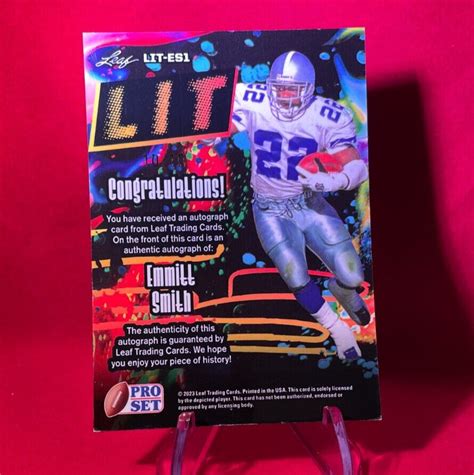 Leaf LIT-ES1
LIT
22
22
Congratulations!
You have received an autograph
card from Leaf Trading Cards.
On the front of this card is an
authentic autograph of:
Emmitt
Smith
The authenticity of this
autograph is guaranteed by
Leaf Trading Cards. We hope
you enjoy your piece of history!
PRO
SET
© 2023 Leaf Trading Cards. Printed in the USA. This card is solely licensed
by the depicted player. This card has not been authorized, endorsed or
approved by any licensing body.